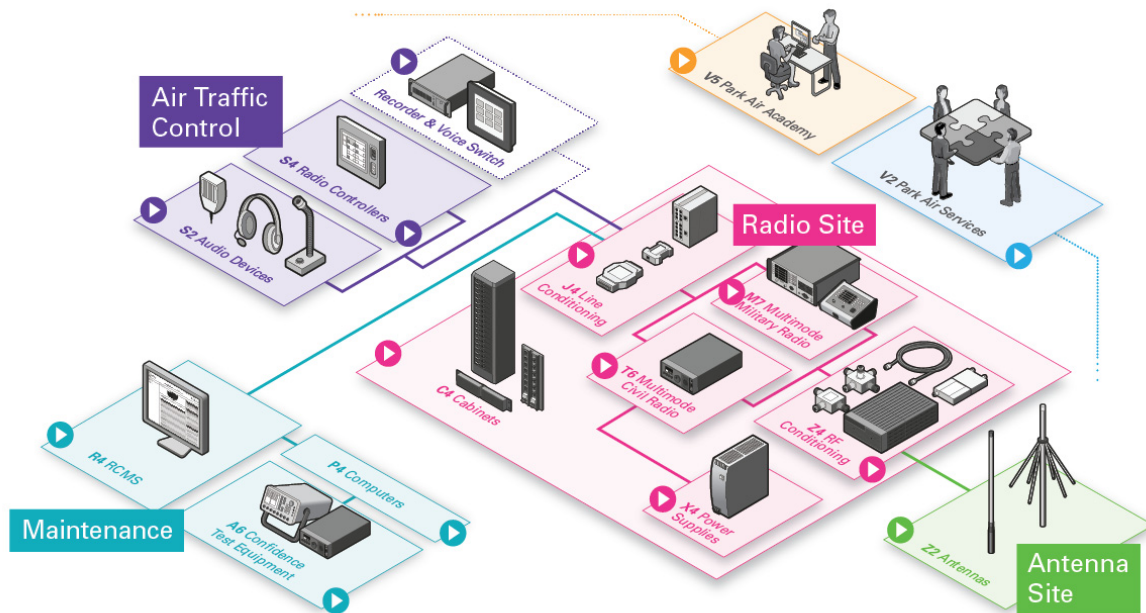 Air Traffic
Control
Recorder & Voice Switch
S4 Radio Controllers
S2 Audio Devices
V5 Park Air Academy
V2 Park Air Services
Radio Site
J4 Line
Conditioning
M7 Multimode
Military Radio
T6 Multimode
Civil Radio
C4 Cabinets
Z4 RF
Conditioning
X4 Power
Supplies
R4 RCMS
P4 Computers
A6 Confidence
Test Equipment
Maintenance
Z2 Antennas
Antenna
Site